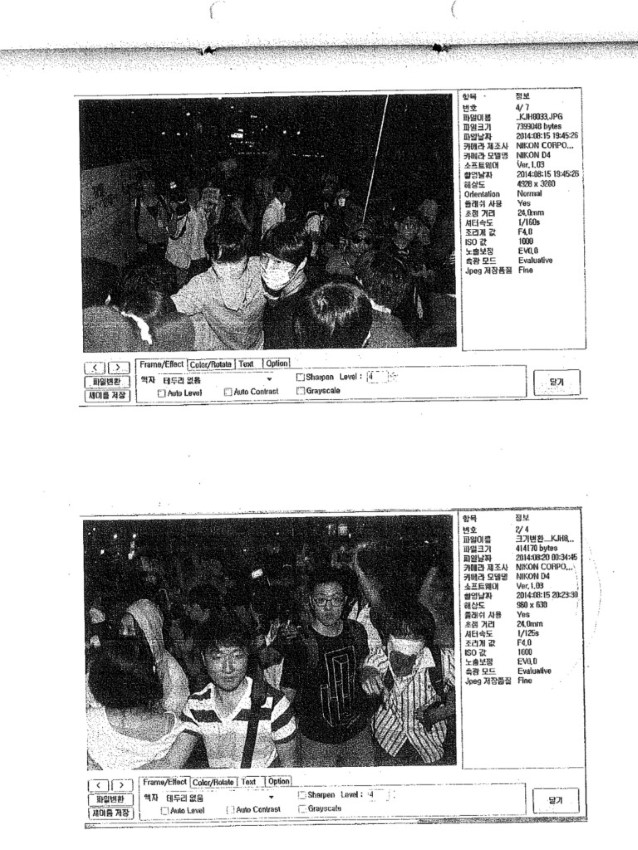 항목 정보
번호 4/ 7
파일이름 _KJH8033.JPG
파일크기 7399040 bytes
파일날짜 2014:08:15 19:45:26
카메라 제조사 NIKON CORPO,...
카메라 모델명 NIKON D4
소프트웨어 Ver.1.03
촬영날짜 2014:08:15 19:45:26
해상도 4928 x 3280
Orientation Normal
플래쉬 사용 Yes
초점 거리 24.0mm
셔터속도 1/160s
조리개 값 F4.0
ISO 값 1000
노출보정 EV0.0
측광 모드 Evaluative
Jpeg 저장품질 Fine
< > Frame/Effect Color/Rotate Text Option
파일변환 액자 테두리 없음 Sharpen Level : 4 닫기
새이름 저장 Auto Level Auto Contrast Grayscale
항목 정보
번호 2/ 4
파일이름 크기변환_..KJH8,...
파일크기 414170 bytes
파일날짜 2014:08:20 00:34:45
카메라 제조사 NIKON CORPO,...
카메라 모델명 NIKON D4
소프트웨어 Ver.1.03
촬영날짜 2014:08:15 20:23:30
해상도 960 x 638
플래쉬 사용 Yes
초점 거리 24.0mm
셔터속도 1/125s
조리개 값 F4.0
ISO 값 1600
노출보정 EV0.0
측광 모드 Evaluative
Jpeg 저장품질 Fine
< > Frame/Effect Color/Rotate Text Option
파일변환 액자 테두리 없음 Sharpen Level : 4 닫기
새이름 저장 Auto Level Auto Contrast Grayscale